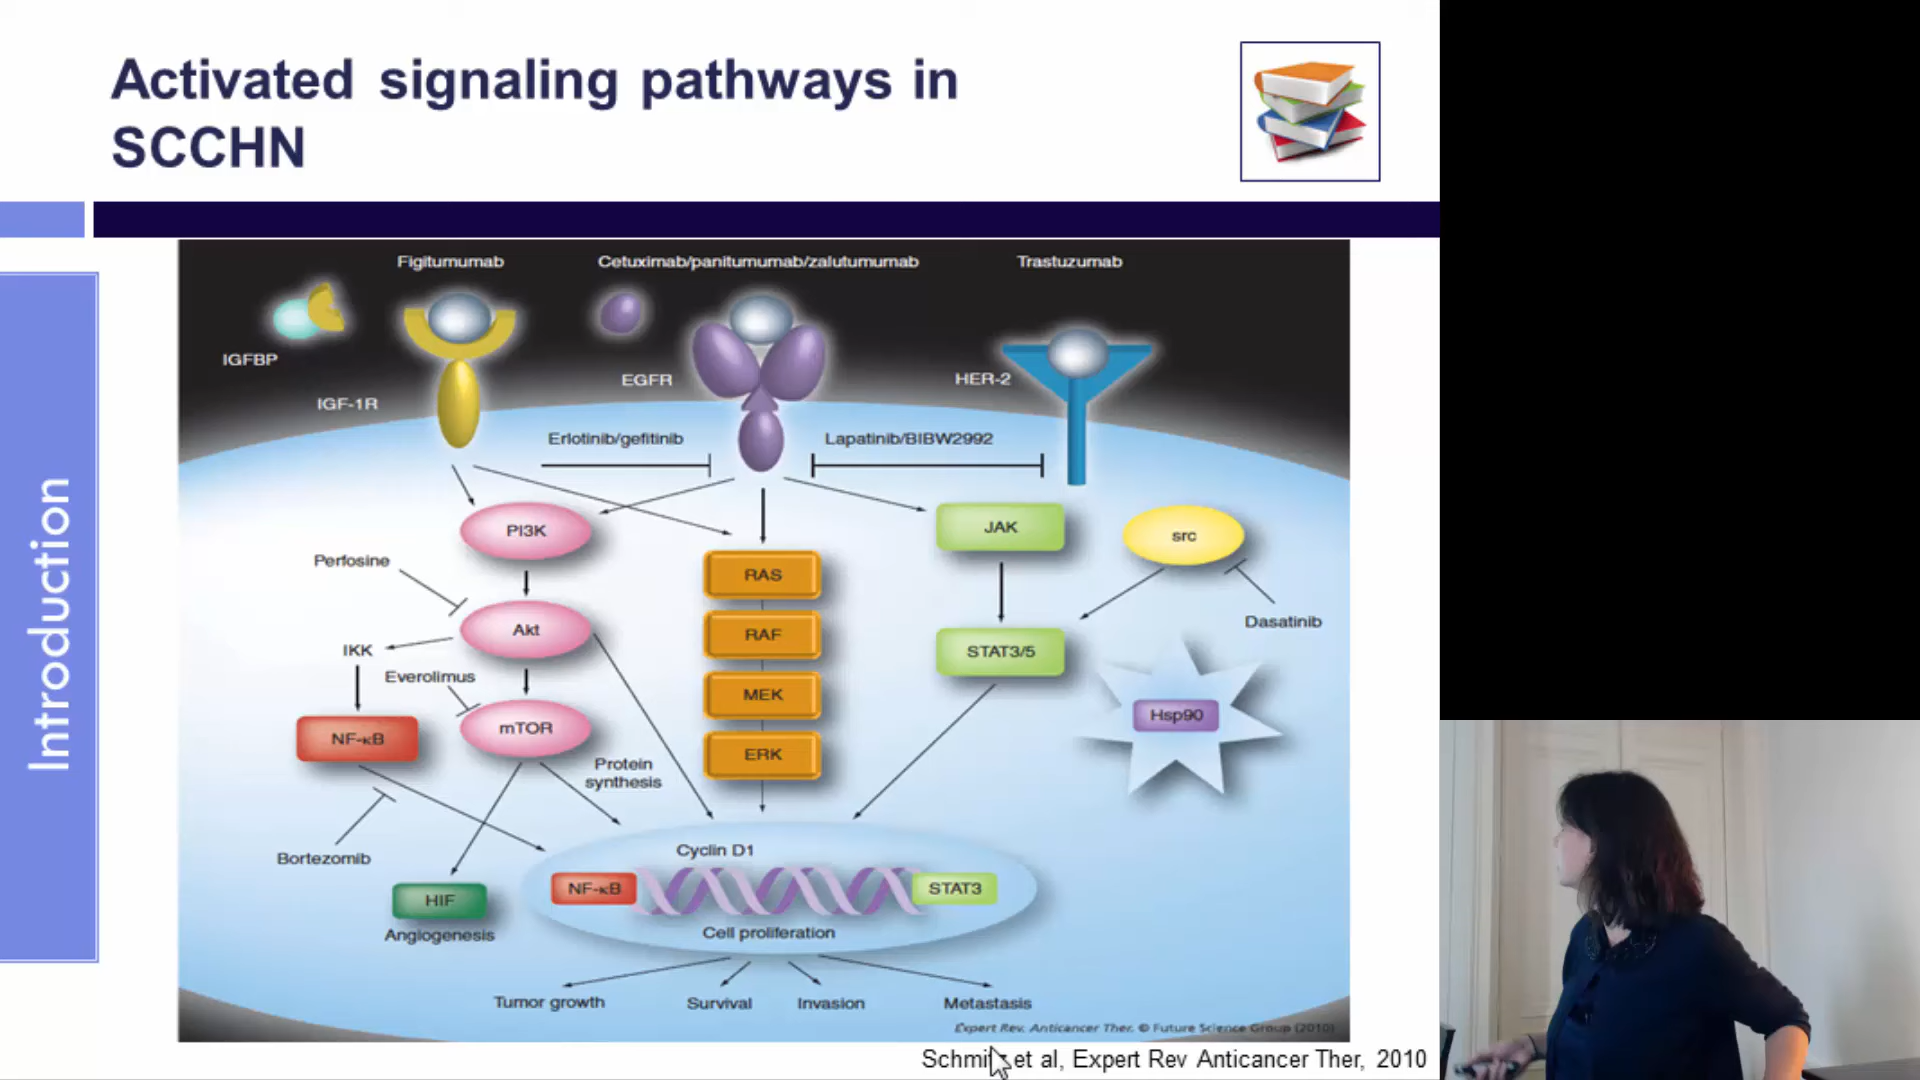 Activated signaling pathways in
SCCHN
Introduction
Figitumumab
Cetuximab/panitumumab/zalutumumab
Trastuzumab
IGFBP
EGFR
HER-2
IGF-1R
Erlotinib/gefitinib
Lapatinib/BIBW2992
PI3K
JAK
src
Perfosine
RAS
Akt
RAF
Dasatinib
IKK
STAT3/5
Everolimus
MEK
Hsp90
mTOR
NF-κB
ERK
Protein
synthesis
Bortezomib
Cyclin D1
NF-κB
STAT3
HIF
Angiogenesis
Cell proliferation
Tumor growth
Survival
Invasion
Metastasis
Expert Rev. Anticancer Ther. © Future Science Group (2010)
et al, Expert Rev Anticancer Ther, 2010